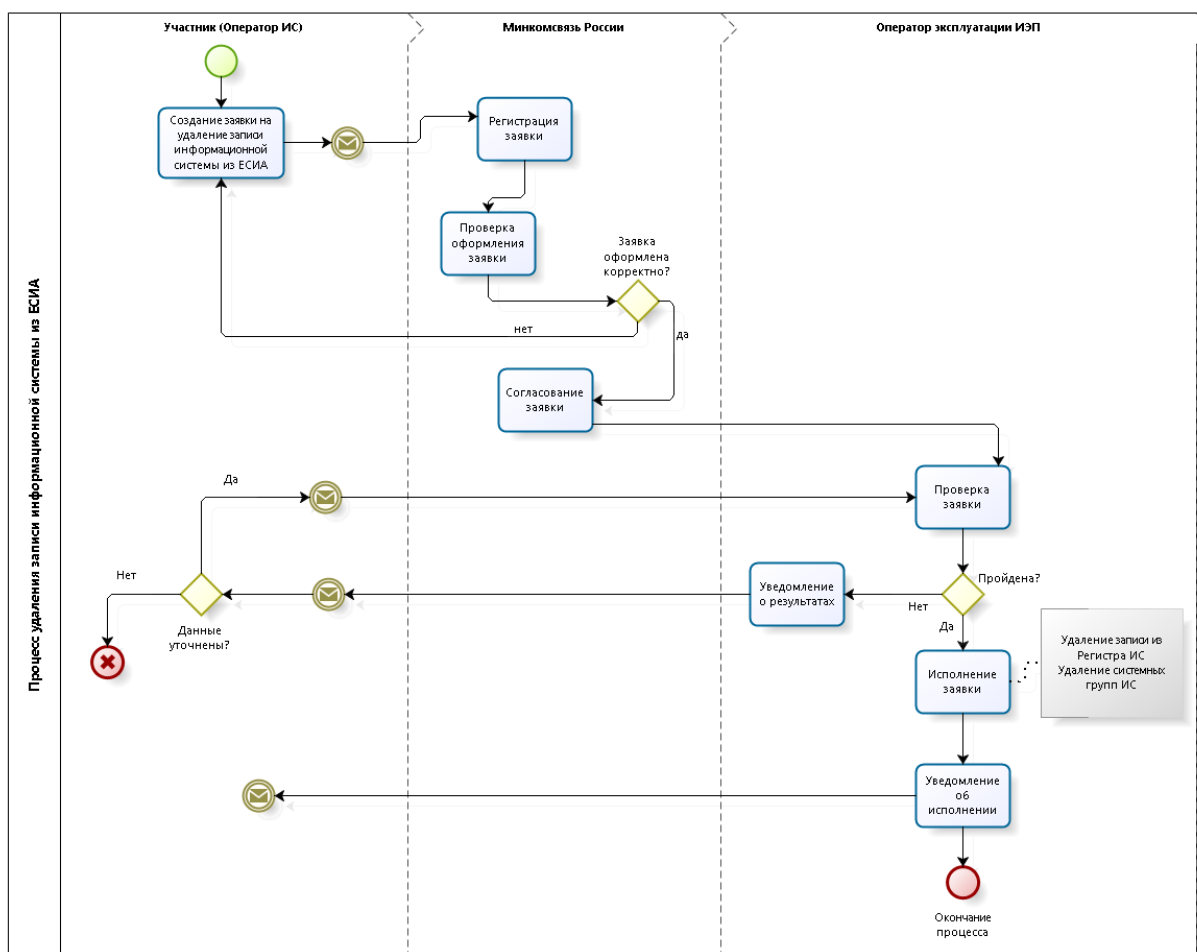 Процесс удаления записи информационной системы из ЕСИА
Участник (Оператор ИС)
Минкомсвязь России
Оператор эксплуатации ИЭП
Создание заявки на
удаление записи
информационной
системы из ЕСИА
Регистрация
заявки
Проверка
оформления
заявки
Заявка
оформлена
корректно?
нет
да
Согласование
заявки
Да
Проверка
заявки
Нет
Данные
уточнены?
Уведомление
о результатах
Пройдена?
Нет
Да
Исполнение
заявки
Удаление записи из
Регистра ИС
Удаление системных
групп ИС
Уведомление
об
исполнении
Окончание
процесса